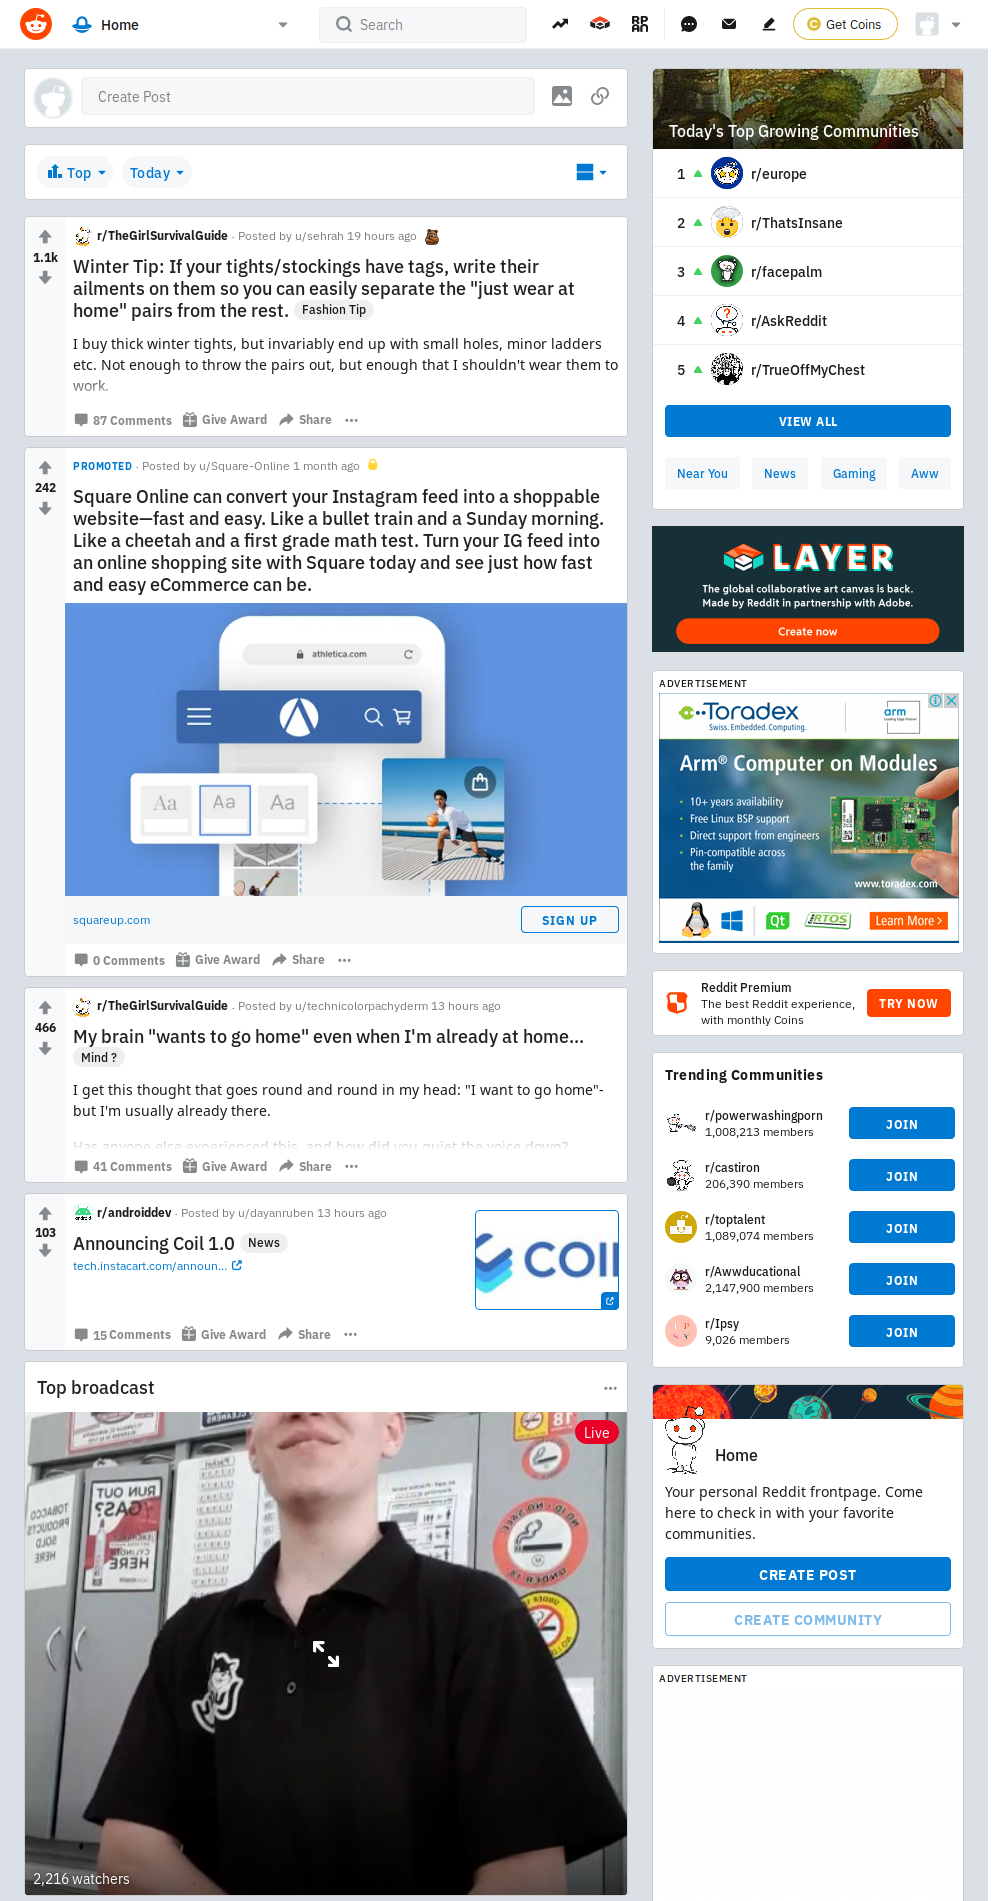 Home
Search
Get Coins
Create Post
Top
Today
1.1k
r/TheGirlSurvivalGuide · Posted by u/sehrah 19 hours ago
Winter Tip: If your tights/stockings have tags, write their
ailments on them so you can easily separate the "just wear at
home" pairs from the rest. Fashion Tip
I buy thick winter tights, but invariably end up with small holes, minor ladders
etc. Not enough to throw the pairs out, but enough that I shouldn't wear them to
work.
87 Comments Give Award Share
242
PROMOTED · Posted by u/Square-Online 1 month ago
Square Online can convert your Instagram feed into a shoppable
website—fast and easy. Like a bullet train and a Sunday morning.
Like a cheetah and a first grade math test. Turn your IG feed into
an online shopping site with Square today and see just how fast
and easy eCommerce can be.
athletica.com
Aa Aa Aa
squareup.com
SIGN UP
0 Comments Give Award Share
466
r/TheGirlSurvivalGuide · Posted by u/technicolorpachyderm 13 hours ago
My brain "wants to go home" even when I'm already at home...
Mind ?
I get this thought that goes round and round in my head: "I want to go home"-
but I'm usually already there.
Has anyone else experienced this, and how did you quiet the voice down?
41 Comments Give Award Share
103
r/androiddev · Posted by u/dayanruben 13 hours ago
Announcing Coil 1.0 News
tech.instacart.com/announ...
COIL
15 Comments Give Award Share
Top broadcast
Live
RUN OUT
GAS?
HERE
TOBACCO
PRODUCTS
SOLD
HERE
NO SALE
NO ID
UNDER 18
2,216 watchers
Today's Top Growing Communities
1 r/europe
2 r/ThatsInsane
3 r/facepalm
4 r/AskReddit
5 r/TrueOffMyChest
VIEW ALL
Near You
News
Gaming
Aww
LAYER
The global collaborative art canvas is back.
Made by Reddit in partnership with Adobe.
Create now
ADVERTISEMENT
Toradex
Swiss. Embedded. Computing.
arm
Leading Edge Partner
Arm® Computer on Modules
• 10+ years availability
• Free Linux BSP support
• Direct support from engineers
• Pin-compatible across
the family
www.toradex.com
Qt
RTOS
Learn More >
Reddit Premium
The best Reddit experience,
with monthly Coins
TRY NOW
Trending Communities
r/powerwashingporn
1,008,213 members
JOIN
r/castiron
206,390 members
JOIN
r/toptalent
1,089,074 members
JOIN
r/Awwducational
2,147,900 members
JOIN
r/Ipsy
9,026 members
JOIN
Home
Your personal Reddit frontpage. Come
here to check in with your favorite
communities.
CREATE POST
CREATE COMMUNITY
ADVERTISEMENT